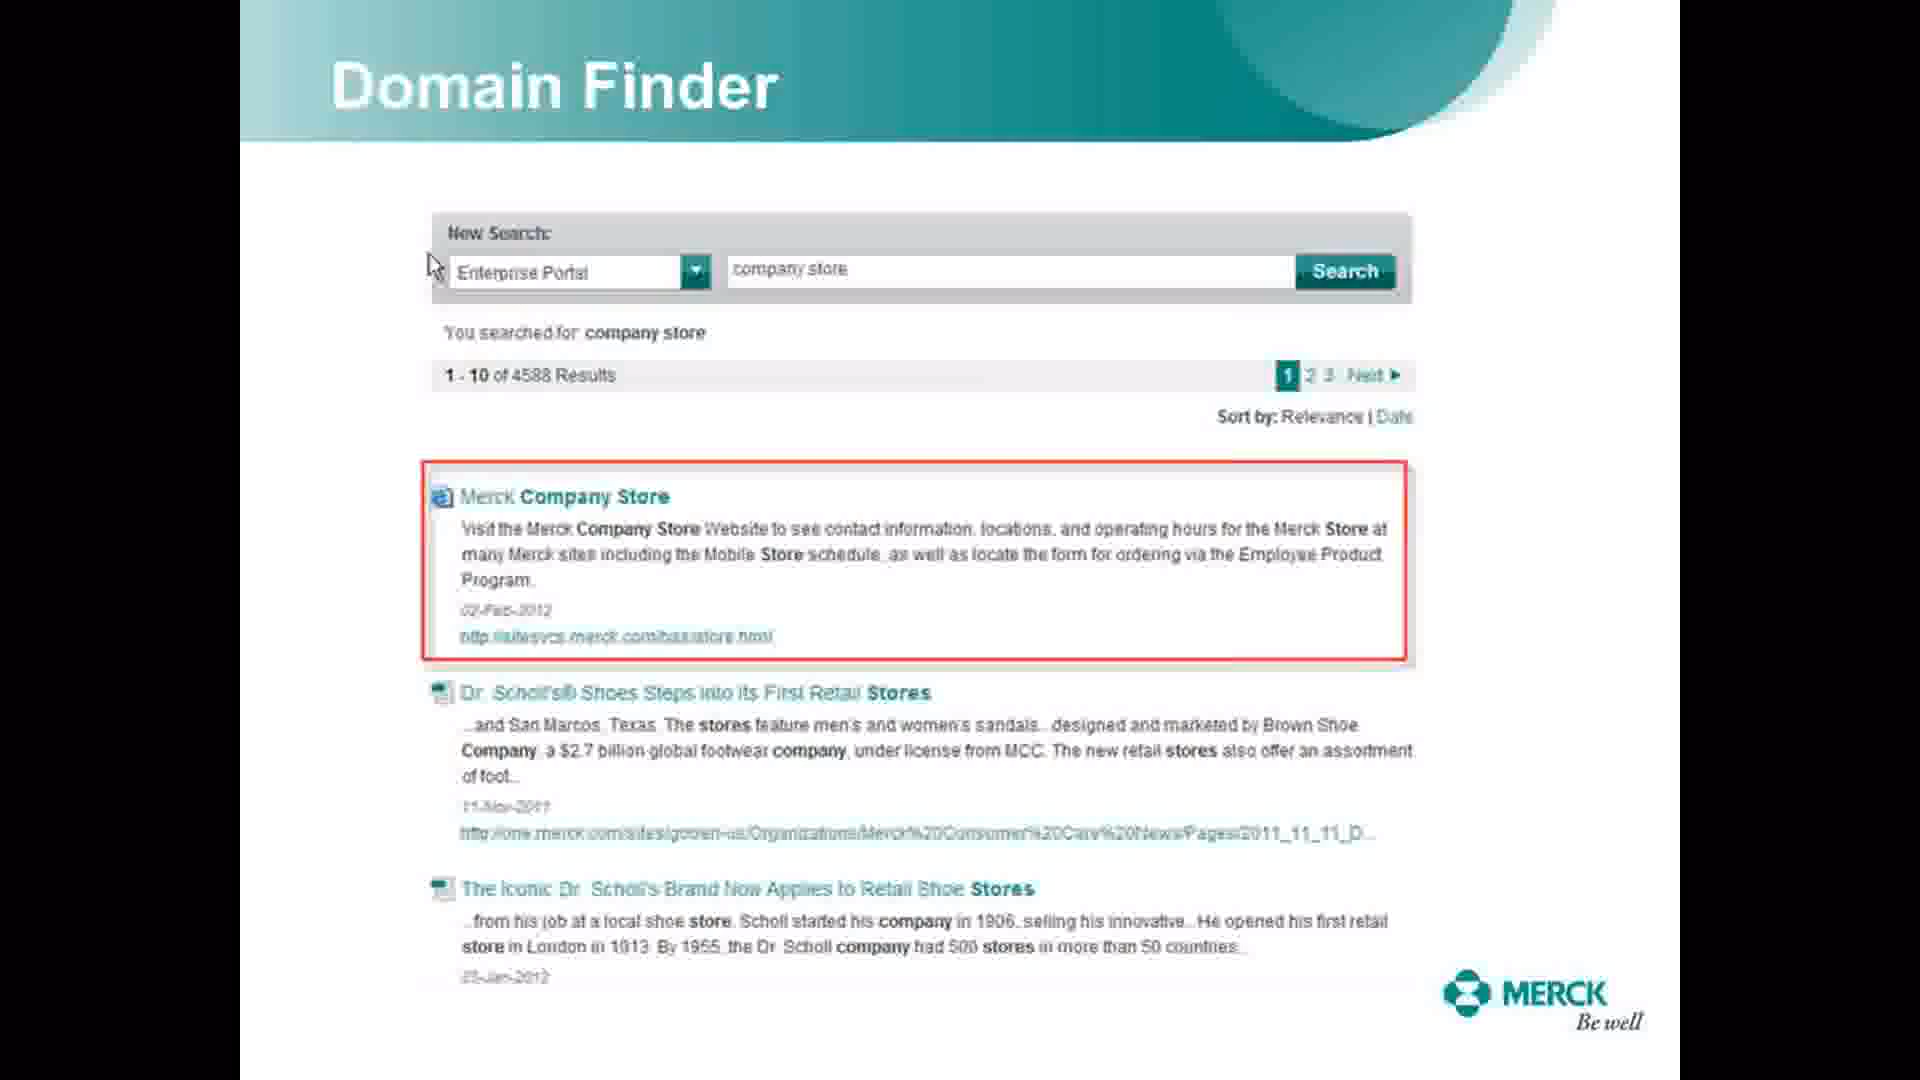 Domain Finder
New Search:
Enterprise Portal
company store
Search
You searched for company store
1 - 10 of 4588 Results
1 2 3 Next
Sort by: Relevance | Date
Merck Company Store
Visit the Merck Company Store Website to see contact information, locations, and operating hours for the Merck Store at
many Merck sites including the Mobile Store schedule, as well as locate the form for ordering via the Employee Product
Program.
02-Feb-2012
Dr. Scholl's® Shoes Steps into its First Retail Stores
...and San Marcos, Texas. The stores feature men's and women's sandals...designed and marketed by Brown Shoe
Company, a $2.7 billion global footwear company, under license from MCC. The new retail stores also offer an assortment
of foot...
11-Nov-2011
The Iconic Dr. Scholl's Brand Now Applies to Retail Shoe Stores
...from his job at a local shoe store. Scholl started his company in 1906, selling his innovative...He opened his first retail
store in London in 1913. By 1955, the Dr. Scholl company had 500 stores in more than 50 countries...
MERCK
Be well